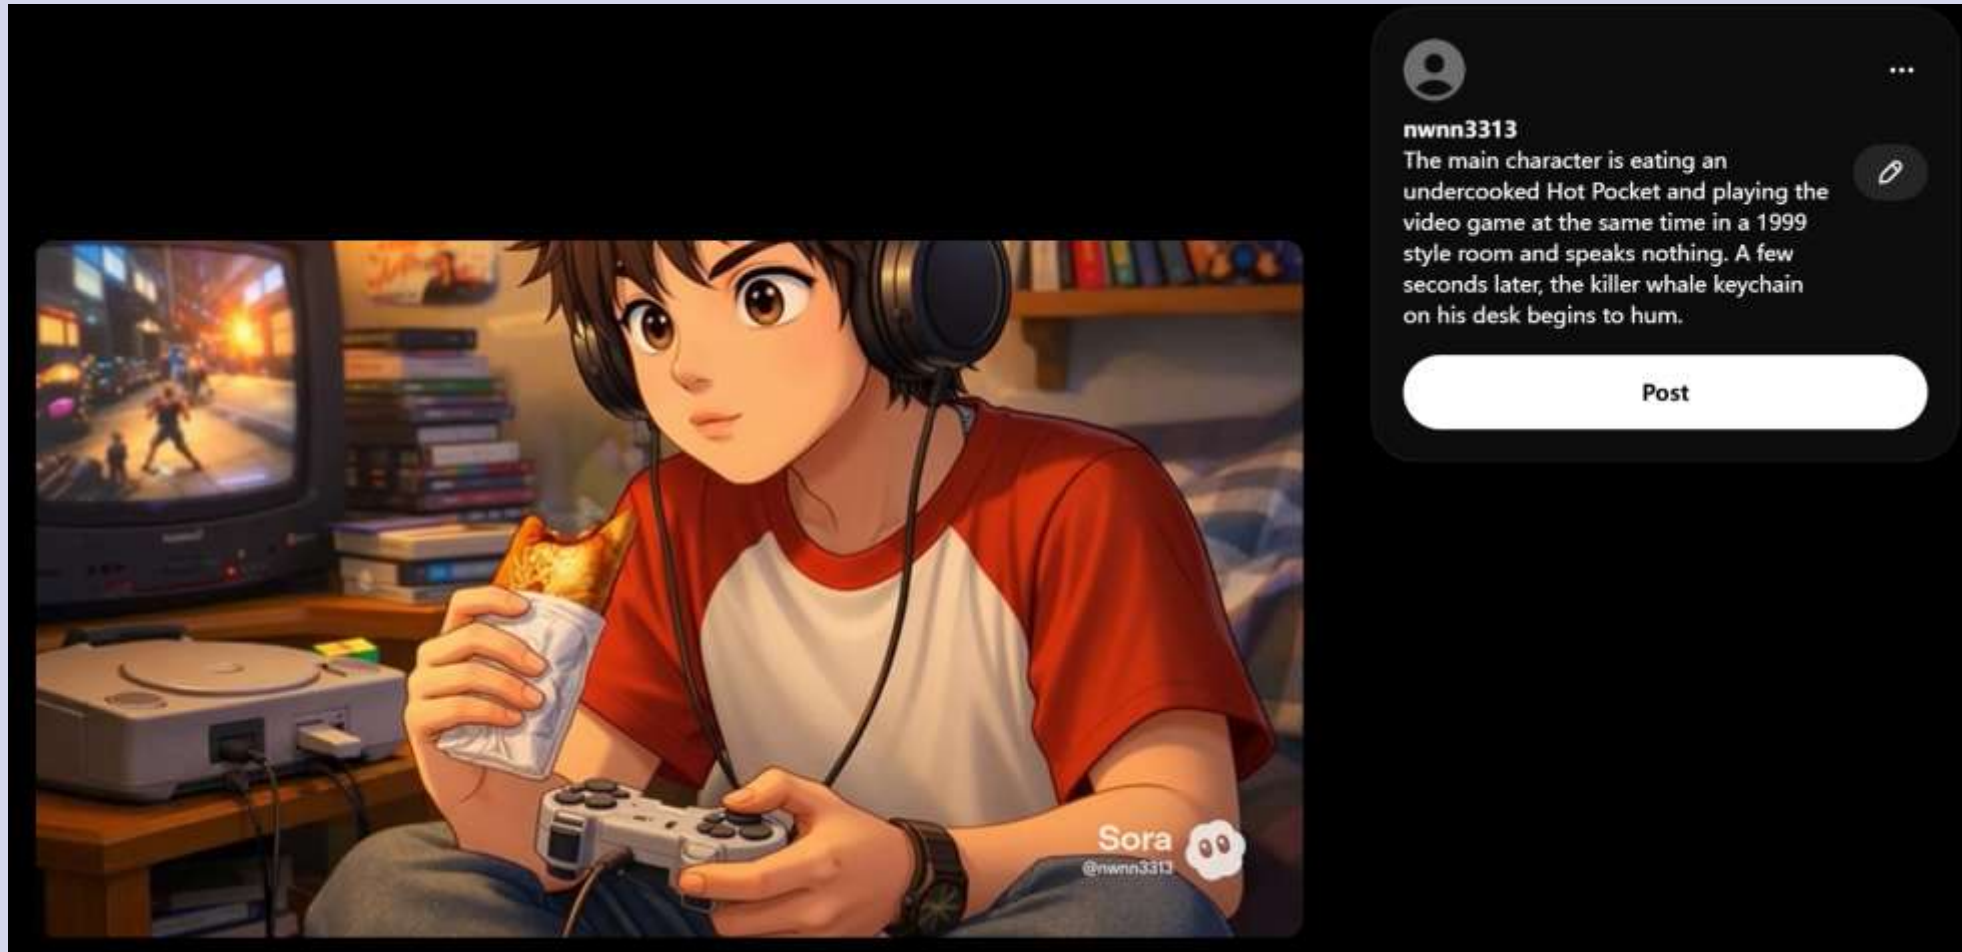 nwnn3313
The main character is eating an
undercooked Hot Pocket and playing the
video game at the same time in a 1999
style room and speaks nothing. A few
seconds later, the killer whale keychain
on his desk begins to hum.
Post
Sora
@nwnn3313